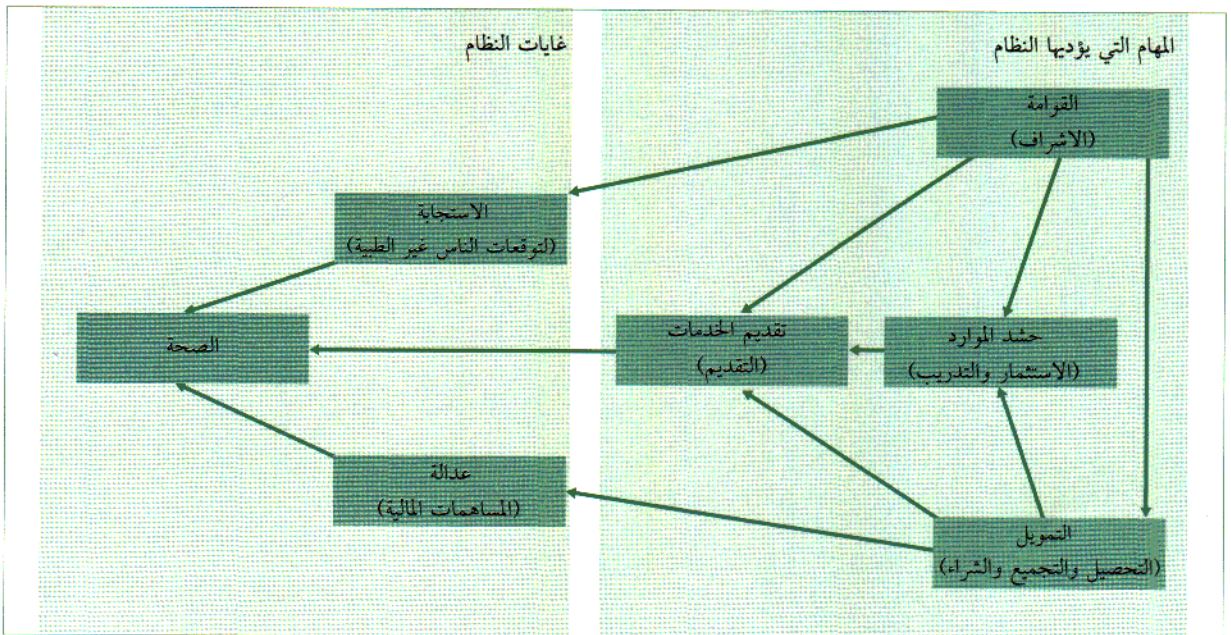 المهام التي يؤديها النظام
غايات النظام
القوامة
(الاشراف)
الاستجابة
(لتوقعات الناس غير الطبية)
حشد الموارد
(الاستثمار والتدريب)
تقديم الخدمات
(التقديم)
الصحة
عدالة
(المساهمات المالية)
التمويل
(التحصيل والتجميع والشراء)